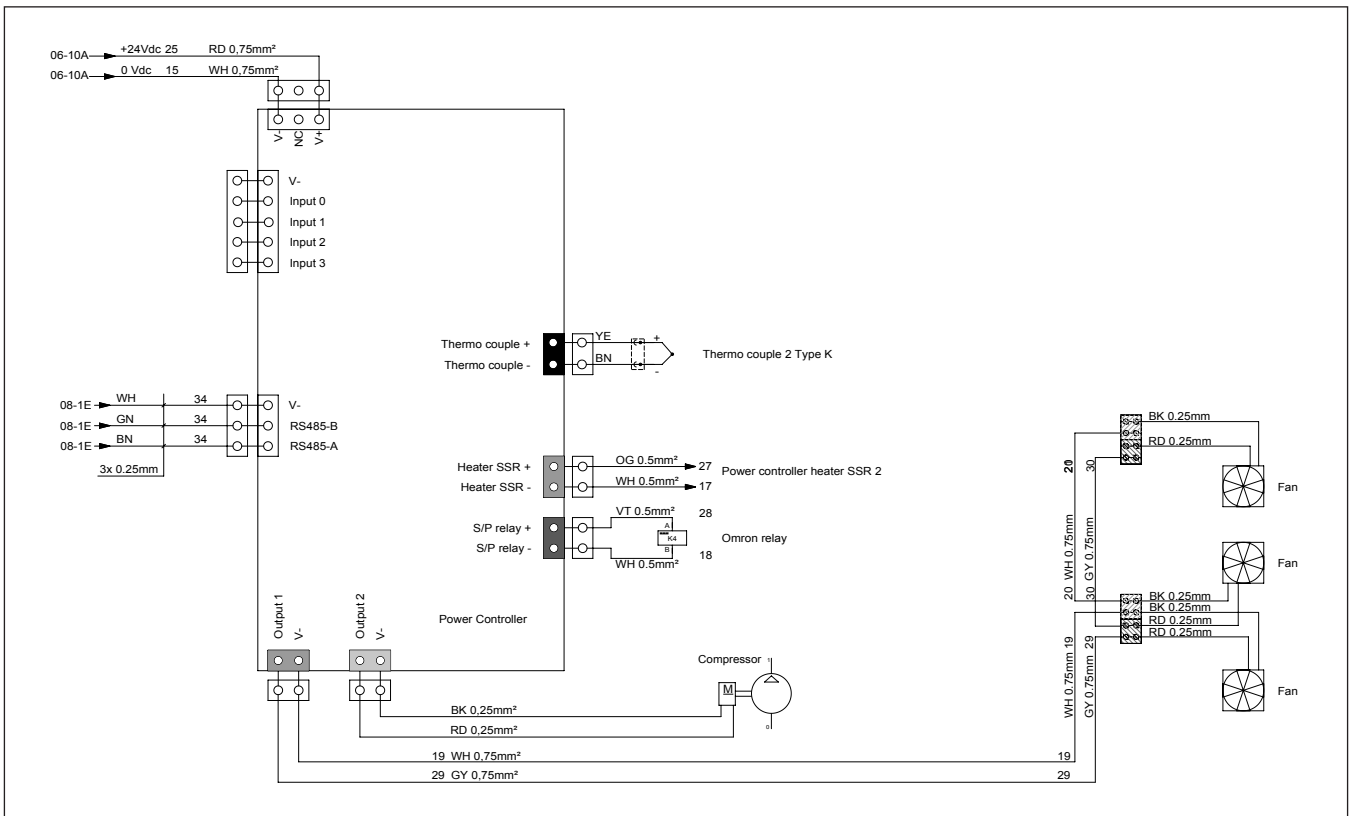 06-10A +24Vdc 25 RD 0,75mm²
06-10A 0 Vdc 15 WH 0,75mm²
V- NC V+
V-
Input 0
Input 1
Input 2
Input 3
Thermo couple + YE +
Thermo couple - BN -
Thermo couple 2 Type K
08-1E WH 34 V-
08-1E GN 34 RS485-B
08-1E BN 34 RS485-A
3x 0.25mm
Heater SSR + OG 0.5mm² 27
Heater SSR - WH 0.5mm² 17
Power controller heater SSR 2
S/P relay + VT 0.5mm² 28
A
K4
B
Omron relay
S/P relay - WH 0.5mm² 18
Power Controller
Output 1
V-
Output 2
V-
Compressor
1
M
0
BK 0,25mm²
RD 0,25mm²
19 WH 0,75mm² 19
29 GY 0,75mm² 29
BK 0.25mm
RD 0.25mm
Fan
20 WH 0.75mm 20
30 GY 0.75mm 30
Fan
BK 0.25mm
BK 0.25mm
RD 0.25mm
RD 0.25mm
WH 0.75mm 19
GY 0.75mm 29
Fan